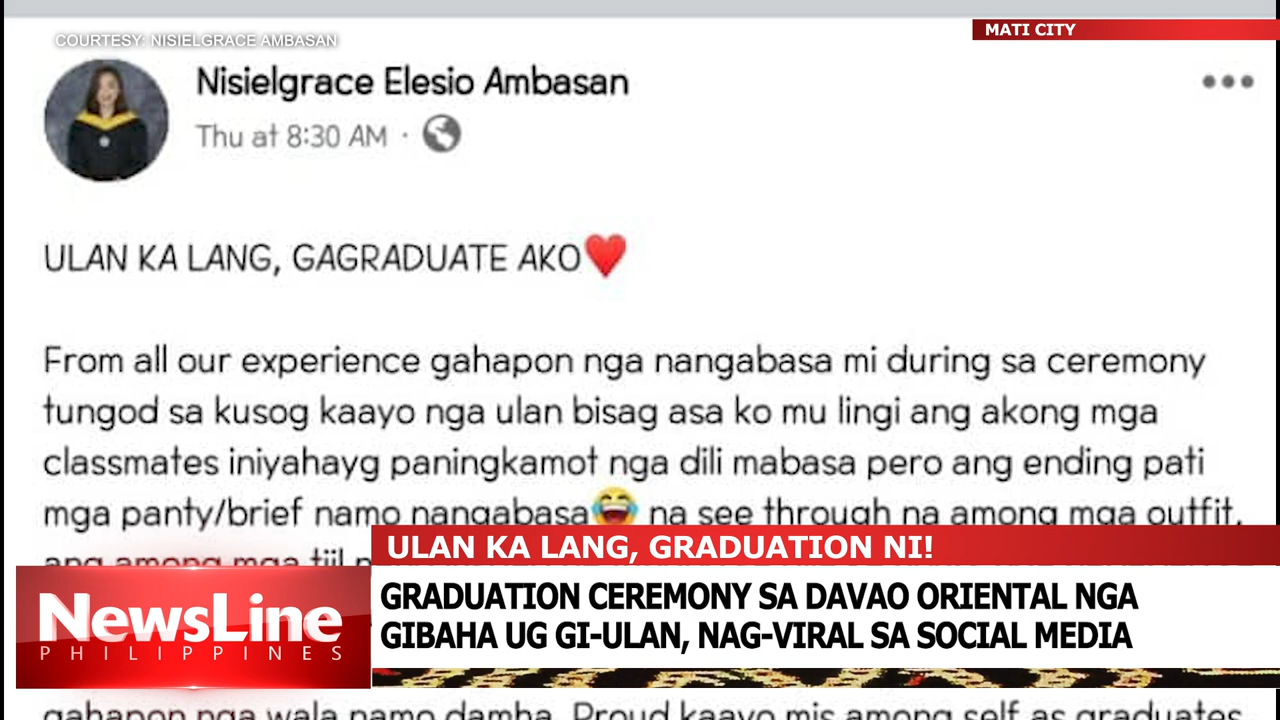 COURTESY: NISIELGRACE AMBASAN
MATI CITY
Nisielgrace Elesio Ambasan
Thu at 8:30 AM ·
ULAN KA LANG, GAGRADUATE AKO❤️
From all our experience gahapon nga nangabasa mi during sa ceremony
tungod sa kusog kaayo nga ulan bisag asa ko mu lingi ang akong mga
classmates iniyahayg paningkamot nga dili mabasa pero ang ending pati
mga panty/brief namo nangabasa😂 na see through na among mga outfit,
ang among mga tiil
ULAN KA LANG, GRADUATION NI!
GRADUATION CEREMONY SA DAVAO ORIENTAL NGA
GIBAHA UG GI-ULAN, NAG-VIRAL SA SOCIAL MEDIA
NewsLine
PHILIPPINES
gahapon nga wala namo damha. Proud kaayo mis among self as graduates